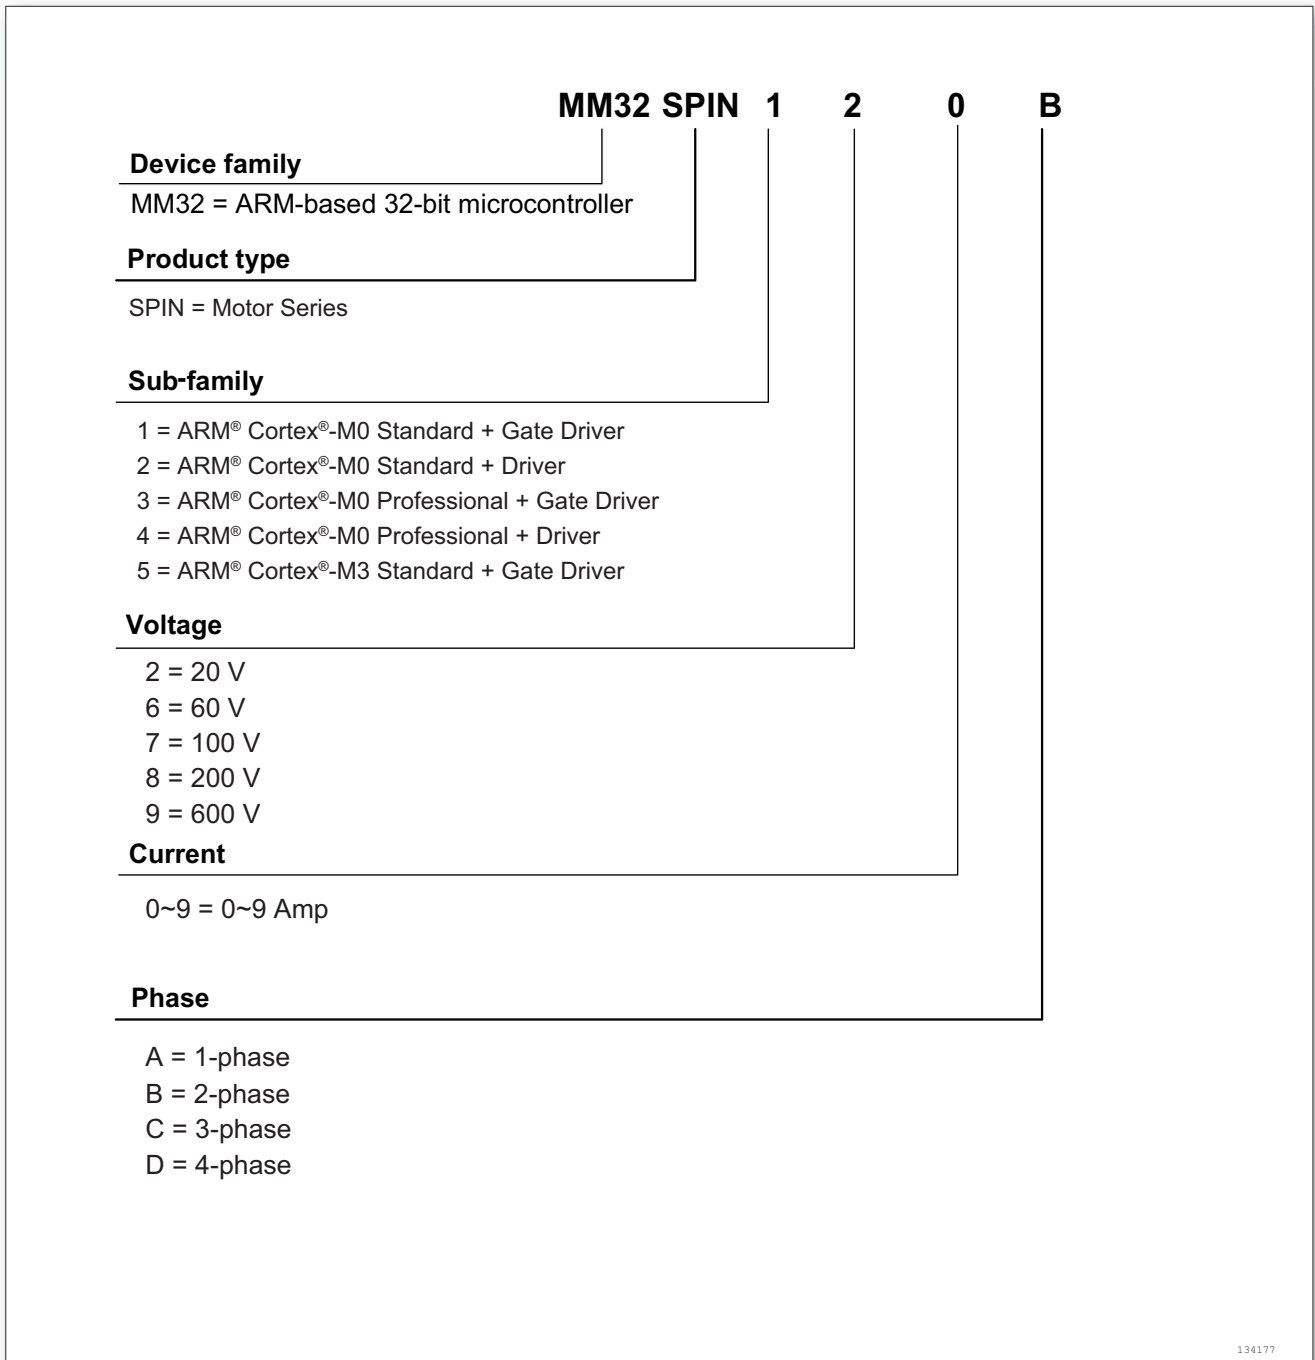 MM32 SPIN 1 2 0 B
Device family
MM32 = ARM-based 32-bit microcontroller
Product type
SPIN = Motor Series
Sub-family
1 = ARM® Cortex®-M0 Standard + Gate Driver
2 = ARM® Cortex®-M0 Standard + Driver
3 = ARM® Cortex®-M0 Professional + Gate Driver
4 = ARM® Cortex®-M0 Professional + Driver
5 = ARM® Cortex®-M3 Standard + Gate Driver
Voltage
2 = 20 V
6 = 60 V
7 = 100 V
8 = 200 V
9 = 600 V
Current
0~9 = 0~9 Amp
Phase
A = 1-phase
B = 2-phase
C = 3-phase
D = 4-phase
134177